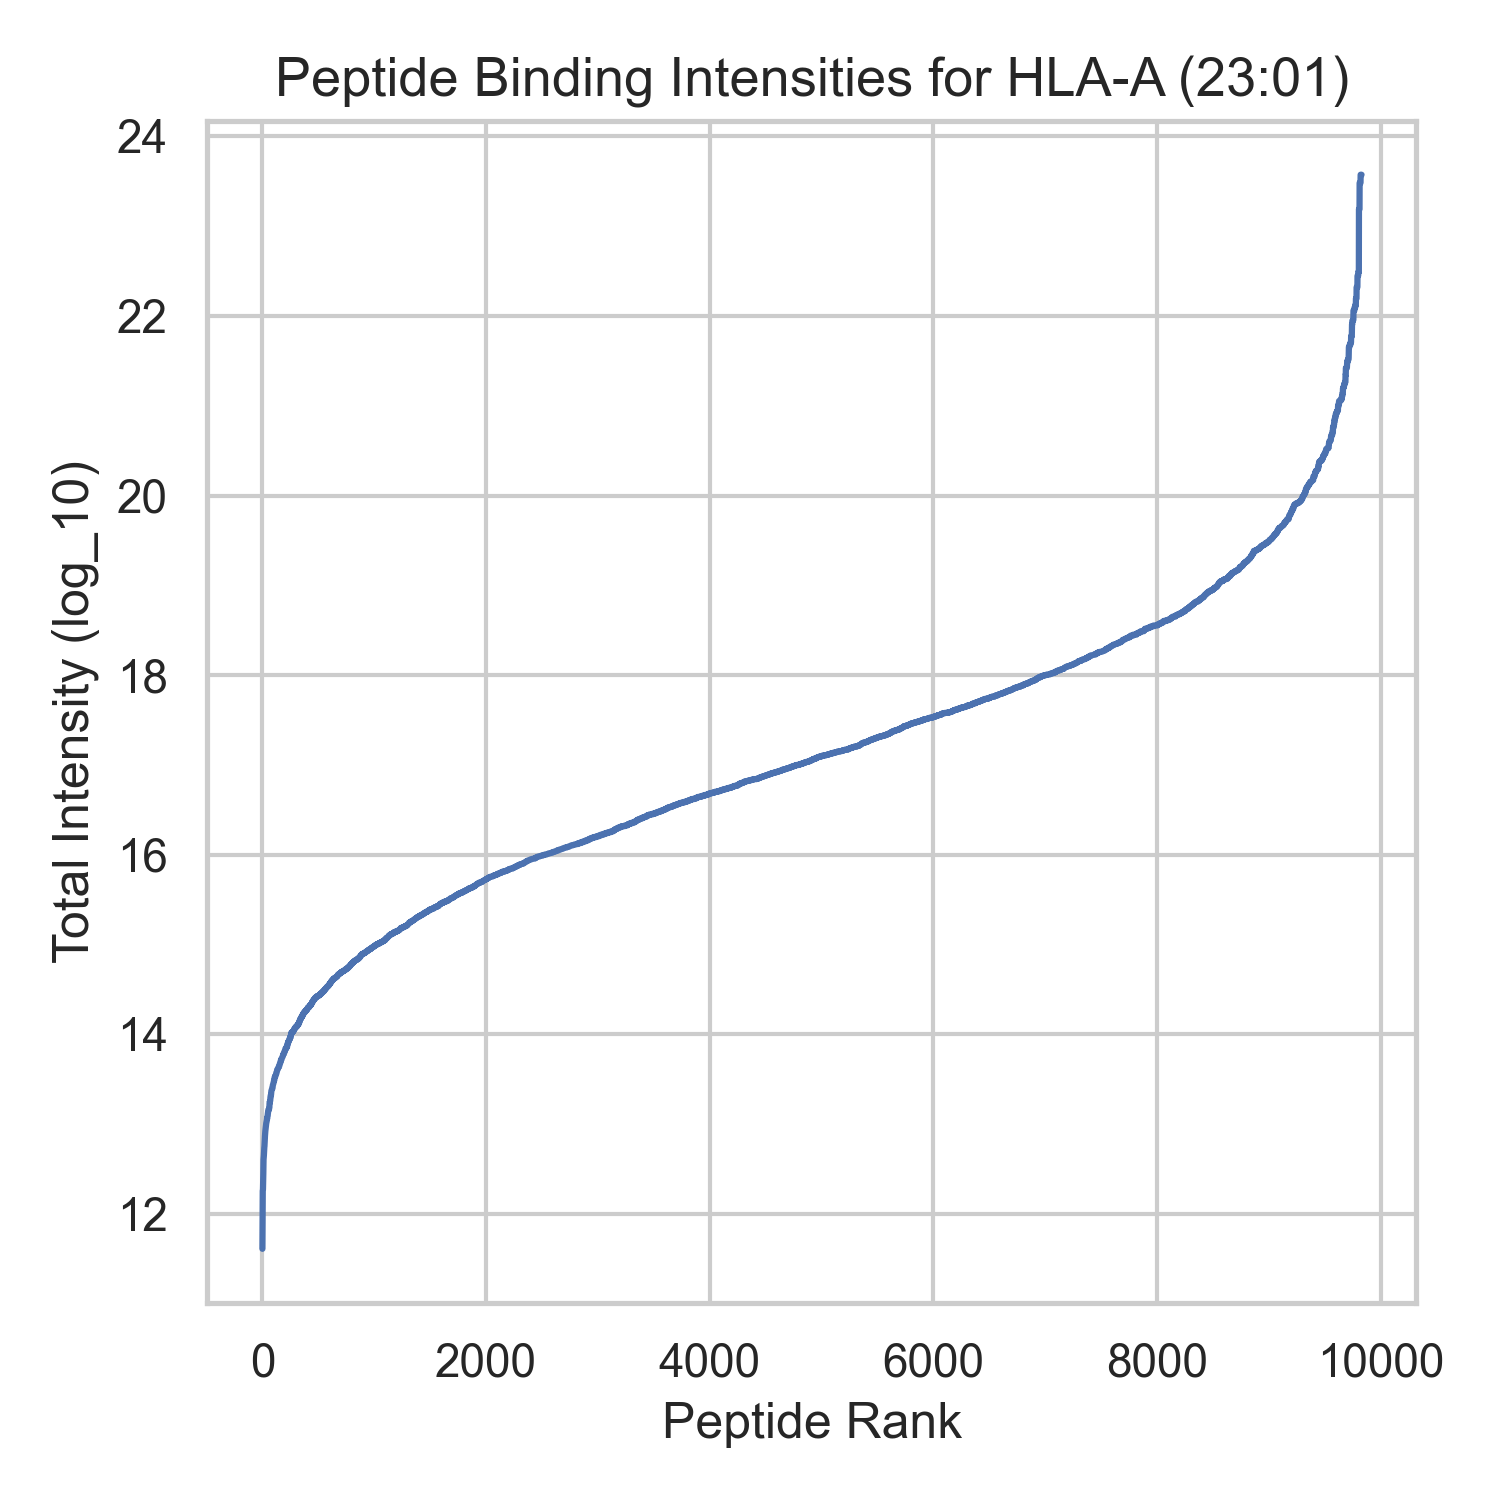 Peptide Binding Intensities for HLA-A (23:01)
24
22
20
18
16
14
12
Total Intensity (log_10)
0 2000 4000 6000 8000 10000
Peptide Rank